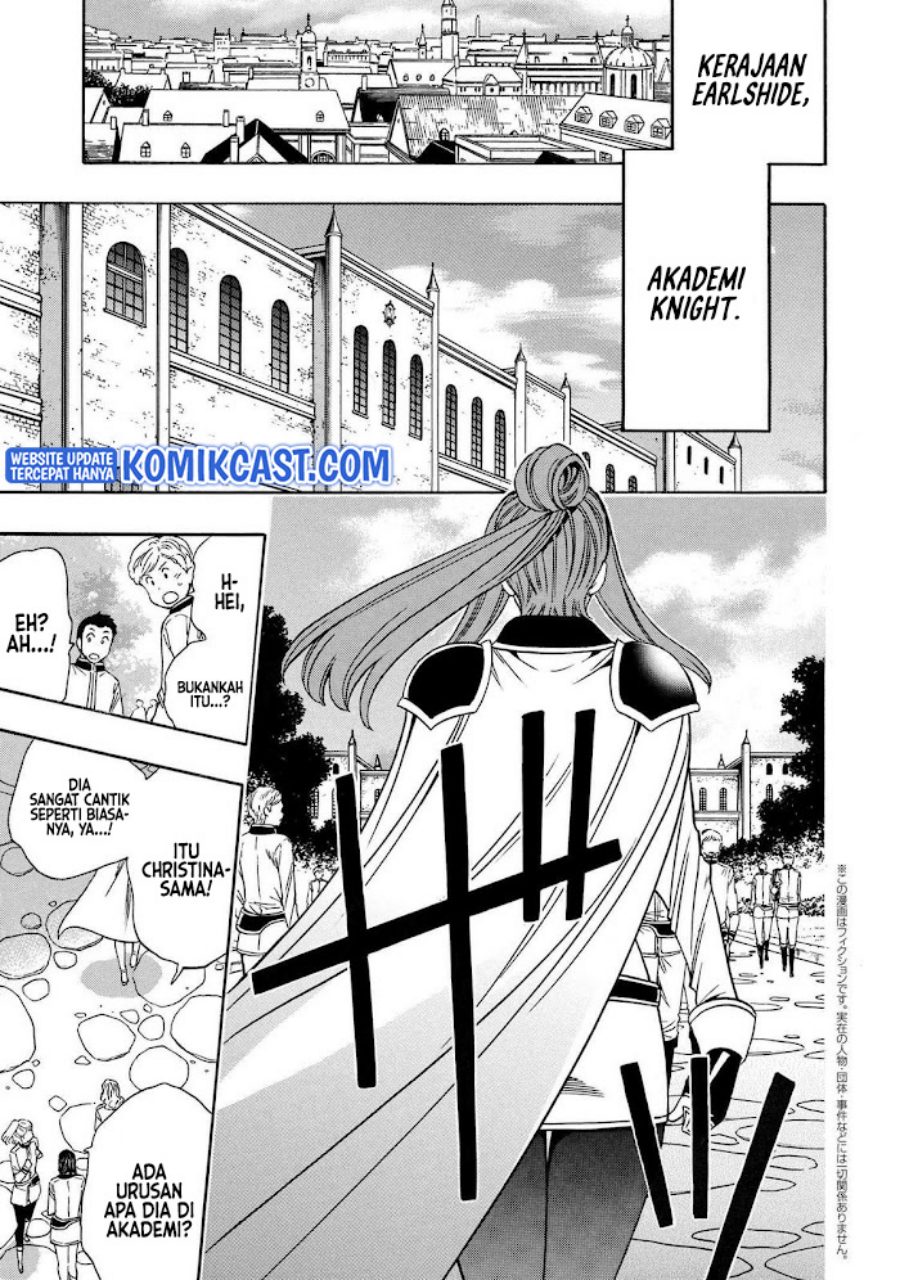 KERAJAAN
EARLSHIDE,
AKADEMI
KNIGHT.
WEBSITE UPDATE
TERCEPAT HANYA
KOMIKCAST.COM
H-
HEI,
BUKANKAH
ITU...?
EH?
AH...!
DIA
SANGAT CANTIK
SEPERTI BIASA-
NYA, YA...!
ITU
CHRISTINA-
SAMA!
ADA
URUSAN
APA DIA DI
AKADEMI?
※この漫画はフィクションです。実在の人物・団体・事件などには一切関係ありません。